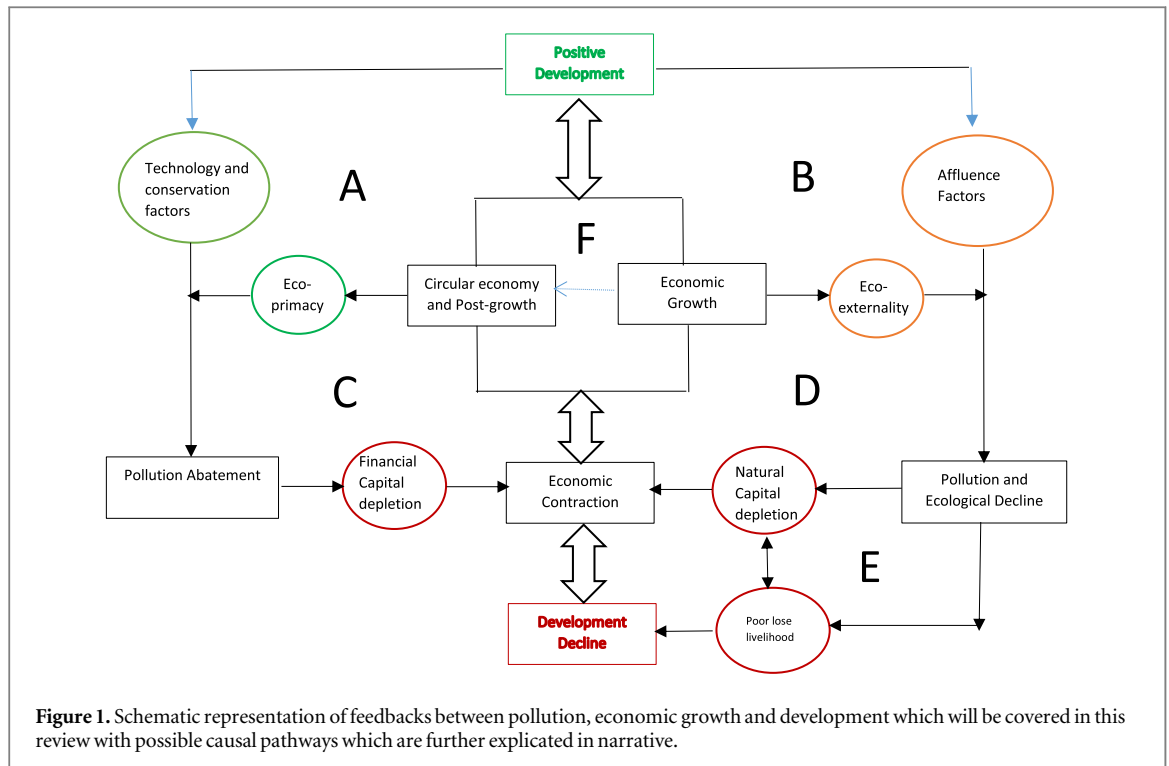 Positive
Development
Technology and
conservation
factors
A
B
Affluence
Factors
F
Eco-
primacy
Circular economy
and Post-growth
Economic
Growth
Eco-
externality
C
D
Pollution Abatement
Financial
Capital
depletion
Economic
Contraction
Natural
Capital
depletion
Pollution and
Ecological Decline
E
Development
Decline
Poor lose
livelihood
Figure 1. Schematic representation of feedbacks between pollution, economic growth and development which will be covered in this
review with possible causal pathways which are further explicated in narrative.